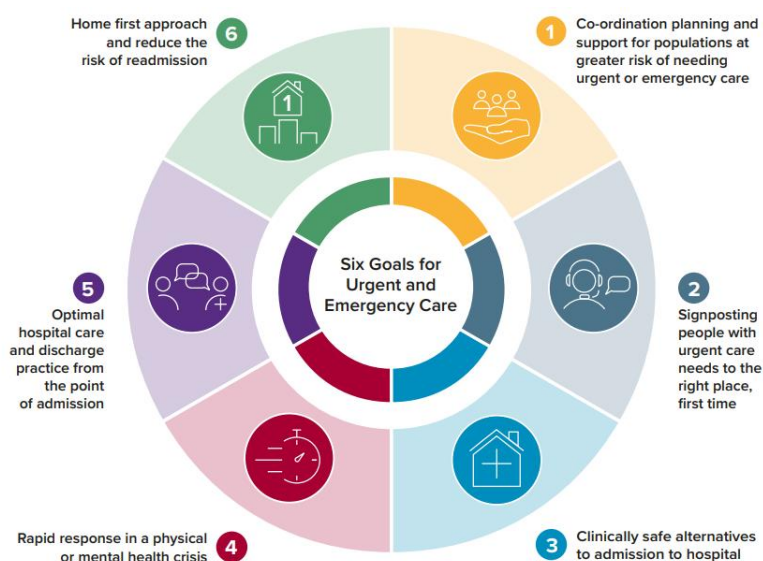 Six Goals for
Urgent and
Emergency Care
1
Co-ordination planning and
support for populations at
greater risk of needing
urgent or emergency care
2
Signposting
people with
urgent care
needs to the
right place,
first time
3
Clinically safe alternatives
to admission to hospital
4
Rapid response in a physical
or mental health crisis
5
Optimal
hospital care
and discharge
practice from
the point
of admission
6
Home first approach
and reduce the
risk of readmission
1